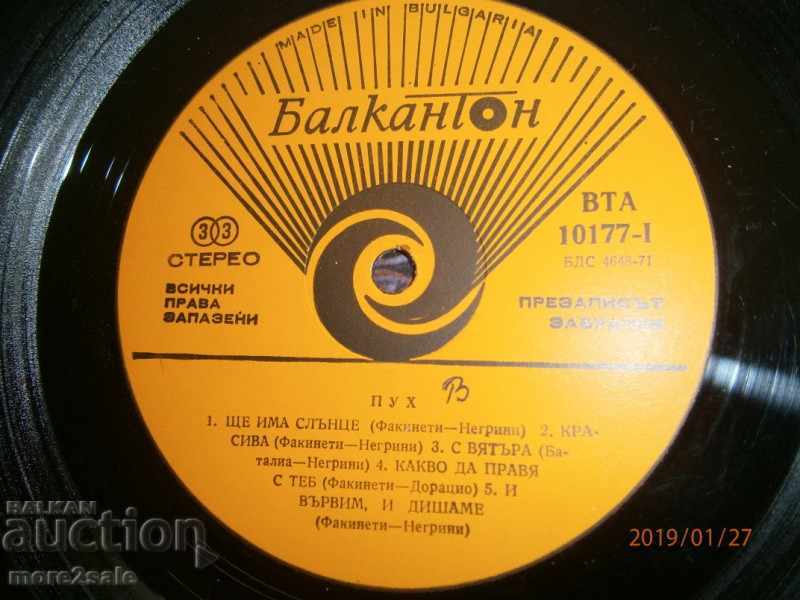 MADE IN BULGARIA
БалканТон
33
СТЕРЕО
ВСИЧКИ
ПРАВА
ЗАПАЗЕНИ
ВТА
10177-I
БДС 4648-71
ПРЕЗАПИСЪТ
ЗАБРАНЕН
ПУХ В
1. ЩЕ ИМА СЛЪНЦЕ (Факинети—Негрини) 2. КРА-
СИВА (Факинети—Негрини) 3. С ВЯТЪРА (Ба-
талиа—Негрини) 4. КАКВО ДА ПРАВЯ
С ТЕБ (Факинети—Дорацио) 5. И
ВЪРВИМ, И ДИШАМЕ
(Факинети—Негрини)
BALKAN
auction
more2sale
2019/01/27